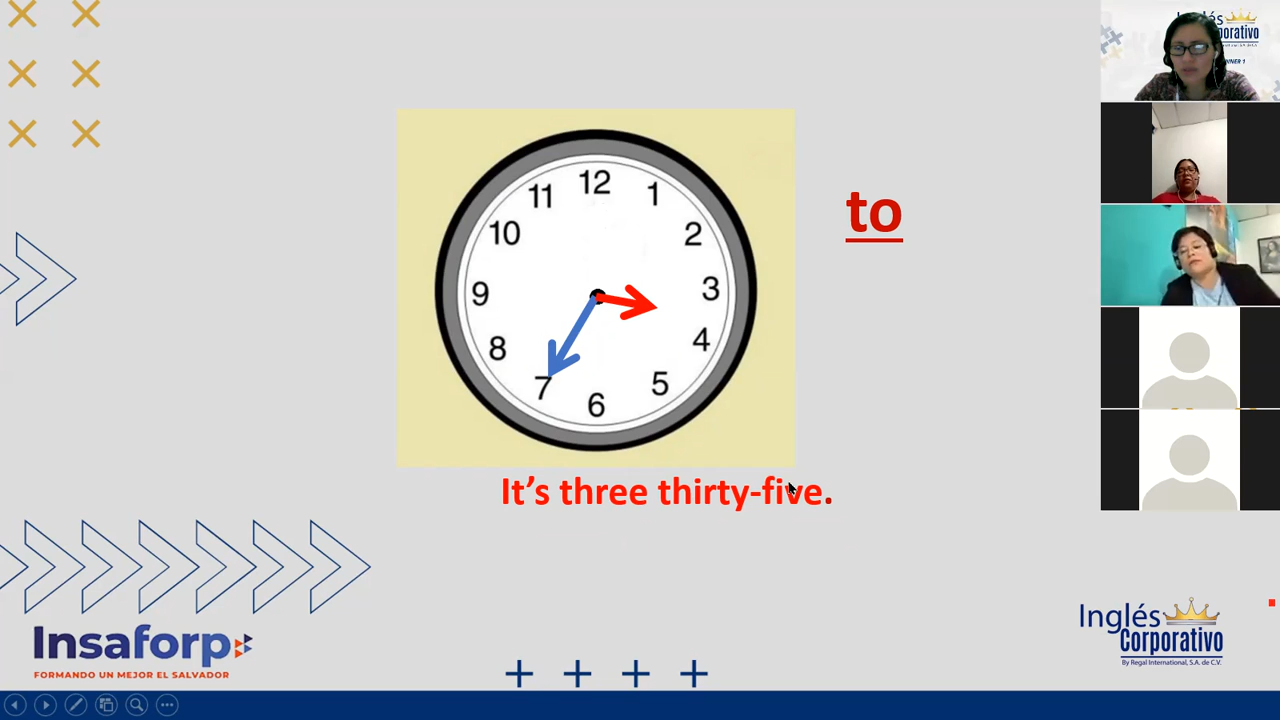 12
11
1
10
2
9
3
8
4
7
5
6
to
It's three thirty-five.
Insaforp
FORMANDO UN MEJOR EL SALVADOR
Inglés
Corporativo
By Regal International, S.A. de C.V.